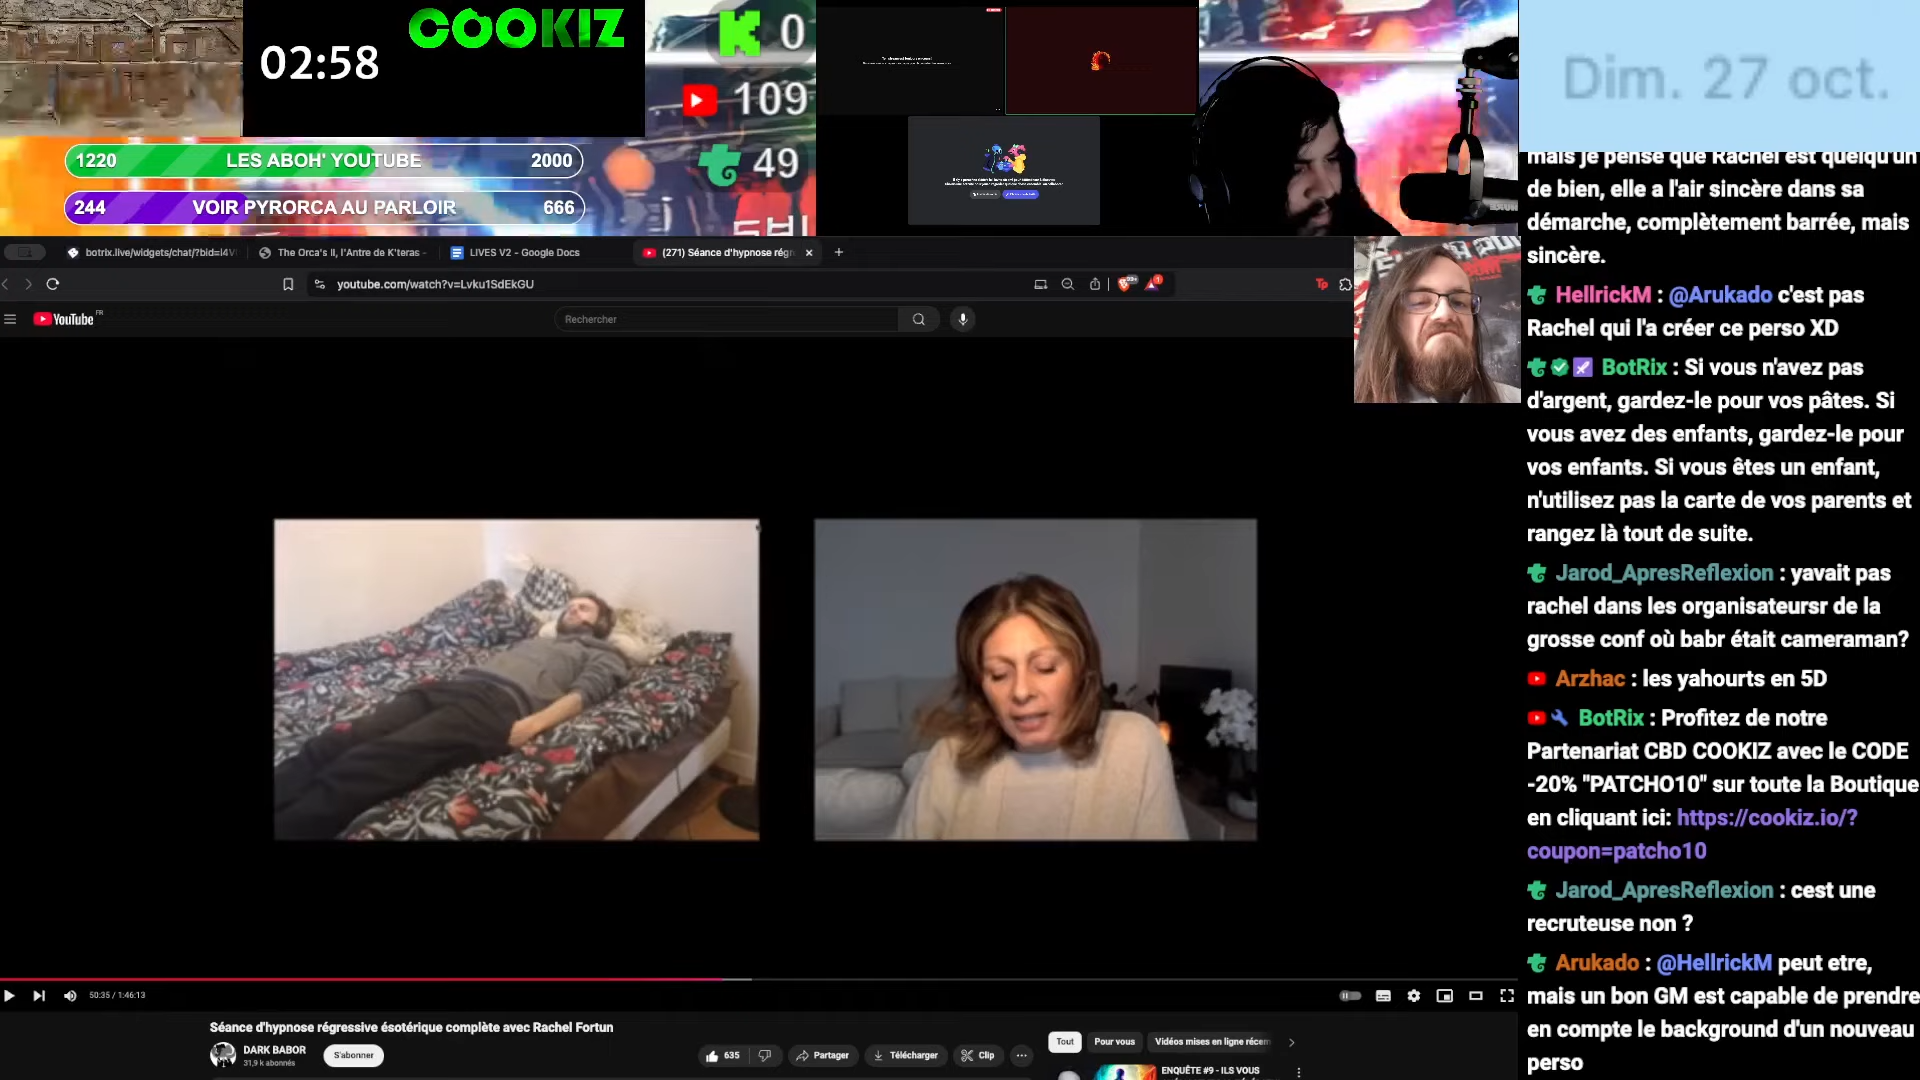 02:58
COOKIZ
K 0
109
49
1220 LES ABOH' YOUTUBE 2000
244 VOIR PYRORCA AU PARLOIR 666
Dim. 27 oct.
mais je pense que Rachel est quelqu'un
de bien, elle a l'air sincère dans sa
démarche, complètement barrée, mais
sincère.
HellrickM : @Arukado c'est pas
Rachel qui l'a créer ce perso XD
BotRix : Si vous n'avez pas
d'argent, gardez-le pour vos pâtes. Si
vous avez des enfants, gardez-le pour
vos enfants. Si vous êtes un enfant,
n'utilisez pas la carte de vos parents et
rangez là tout de suite.
Jarod_ApresReflexion : yavait pas
rachel dans les organisateursr de la
grosse conf où babr était cameraman?
Arzhac : les yahourts en 5D
BotRix : Profitez de notre
Partenariat CBD COOKIZ avec le CODE
-20% "PATCHO10" sur toute la Boutique
en cliquant ici: https://cookiz.io/?
coupon=patcho10
Jarod_ApresReflexion : cest une
recruteuse non ?
Arukado : @HellrickM peut etre,
mais un bon GM est capable de prendre
en compte le background d'un nouveau
perso
botrix.live/widgets/chat/?bid=I4V
The Orca's II, l'Antre de K'teras -
LIVES V2 - Google Docs
(271) Séance d'hypnose régr
youtube.com/watch?v=Lvku1SdEkGU
99+
1
Tp
YouTube FR
Rechercher
50:35 / 1:46:13
Séance d'hypnose régressive ésotérique complète avec Rachel Fortun
DARK BABOR
31,9 k abonnés
S'abonner
635
Partager
Télécharger
Clip
Tout
Pour vous
Vidéos mises en ligne récem
ENQUÊTE #9 - ILS VOUS